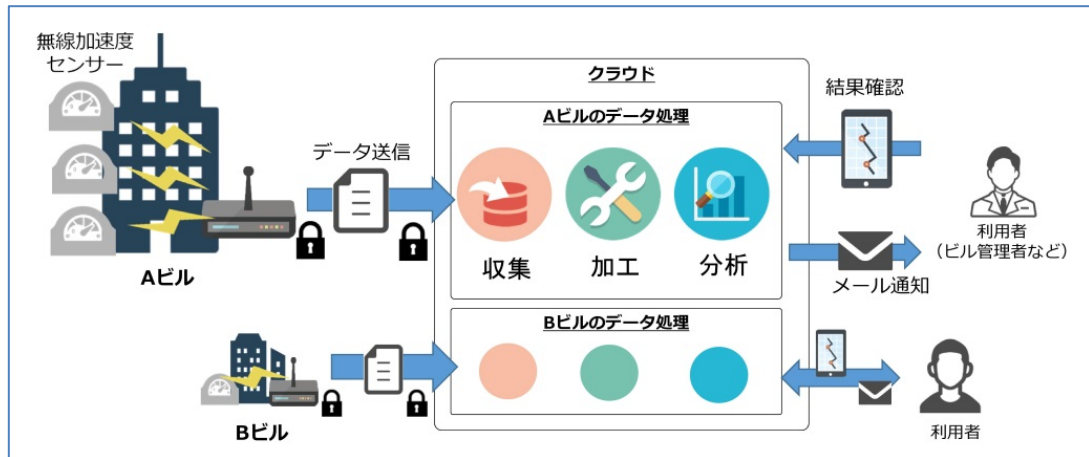 無線加速度
センサー
Aビル
データ送信
クラウド
Aビルのデータ処理
収集
加工
分析
結果確認
利用者
(ビル管理者など)
メール通知
Bビル
Bビルのデータ処理
利用者